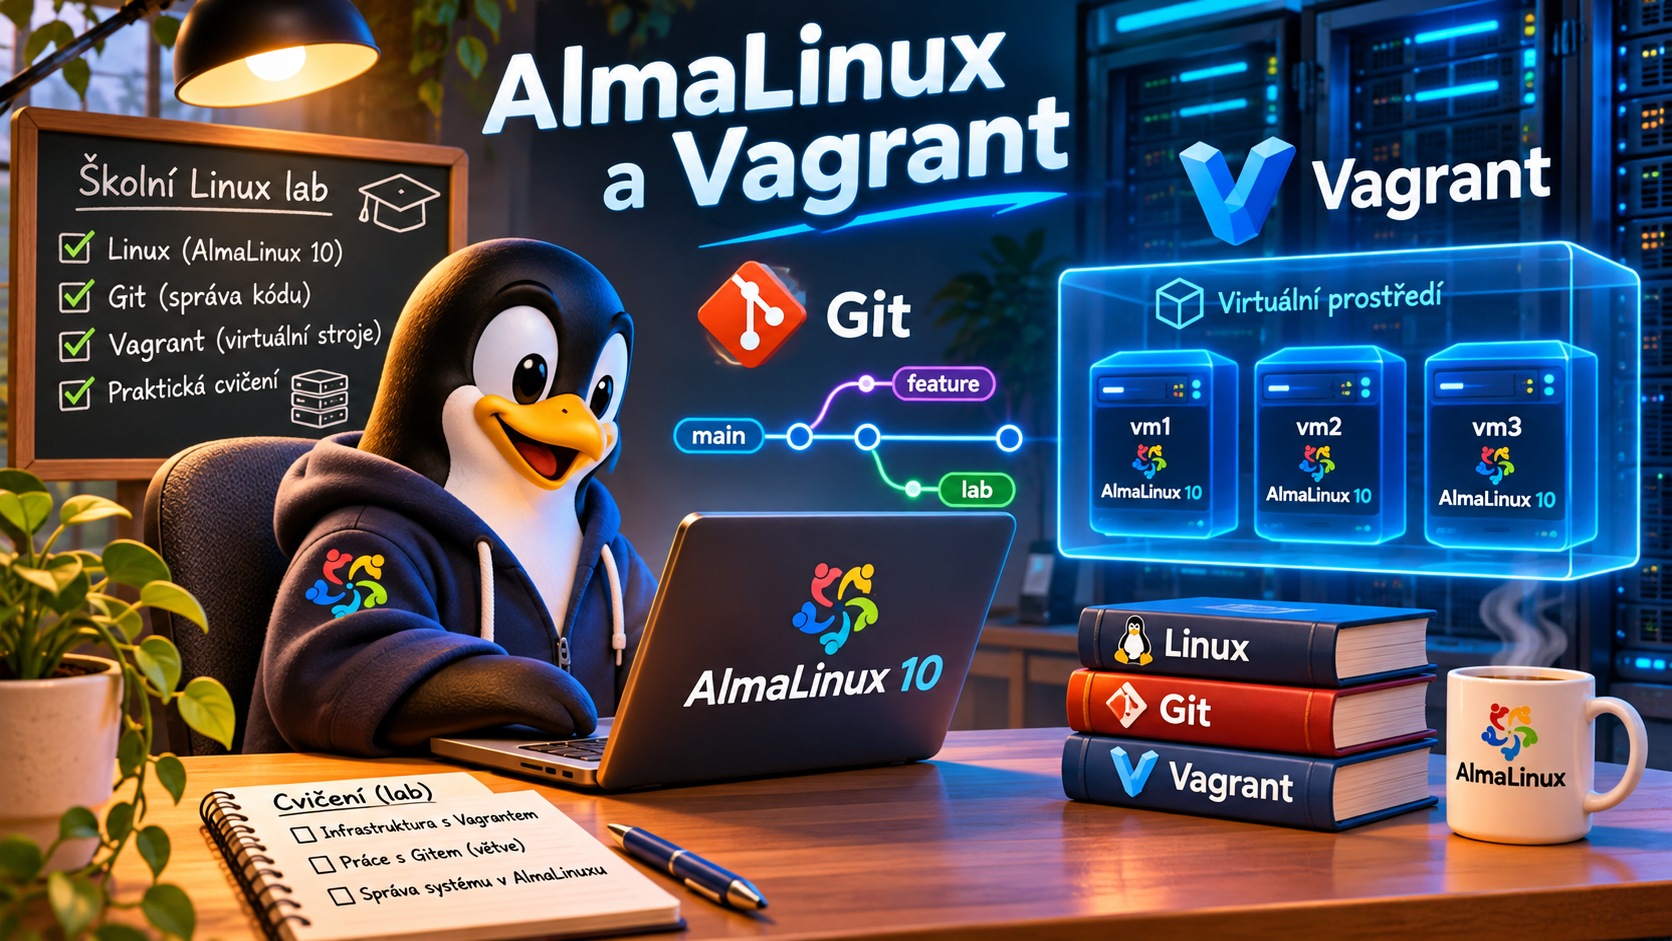 AlmaLinux
a Vagrant
Školní Linux lab
Linux (AlmaLinux 10)
Git (správa kódu)
Vagrant (virtuální stroje)
Praktická cvičení
Git
feature
main
lab
Vagrant
Virtuální prostředí
vm1
AlmaLinux 10
vm2
AlmaLinux 10
vm3
AlmaLinux 10
AlmaLinux 10
Linux
Git
Vagrant
AlmaLinux
Cvičení (lab)
Infrastruktura s Vagrantem
Práce s Gitem (větve)
Správa systému v AlmaLinuxu